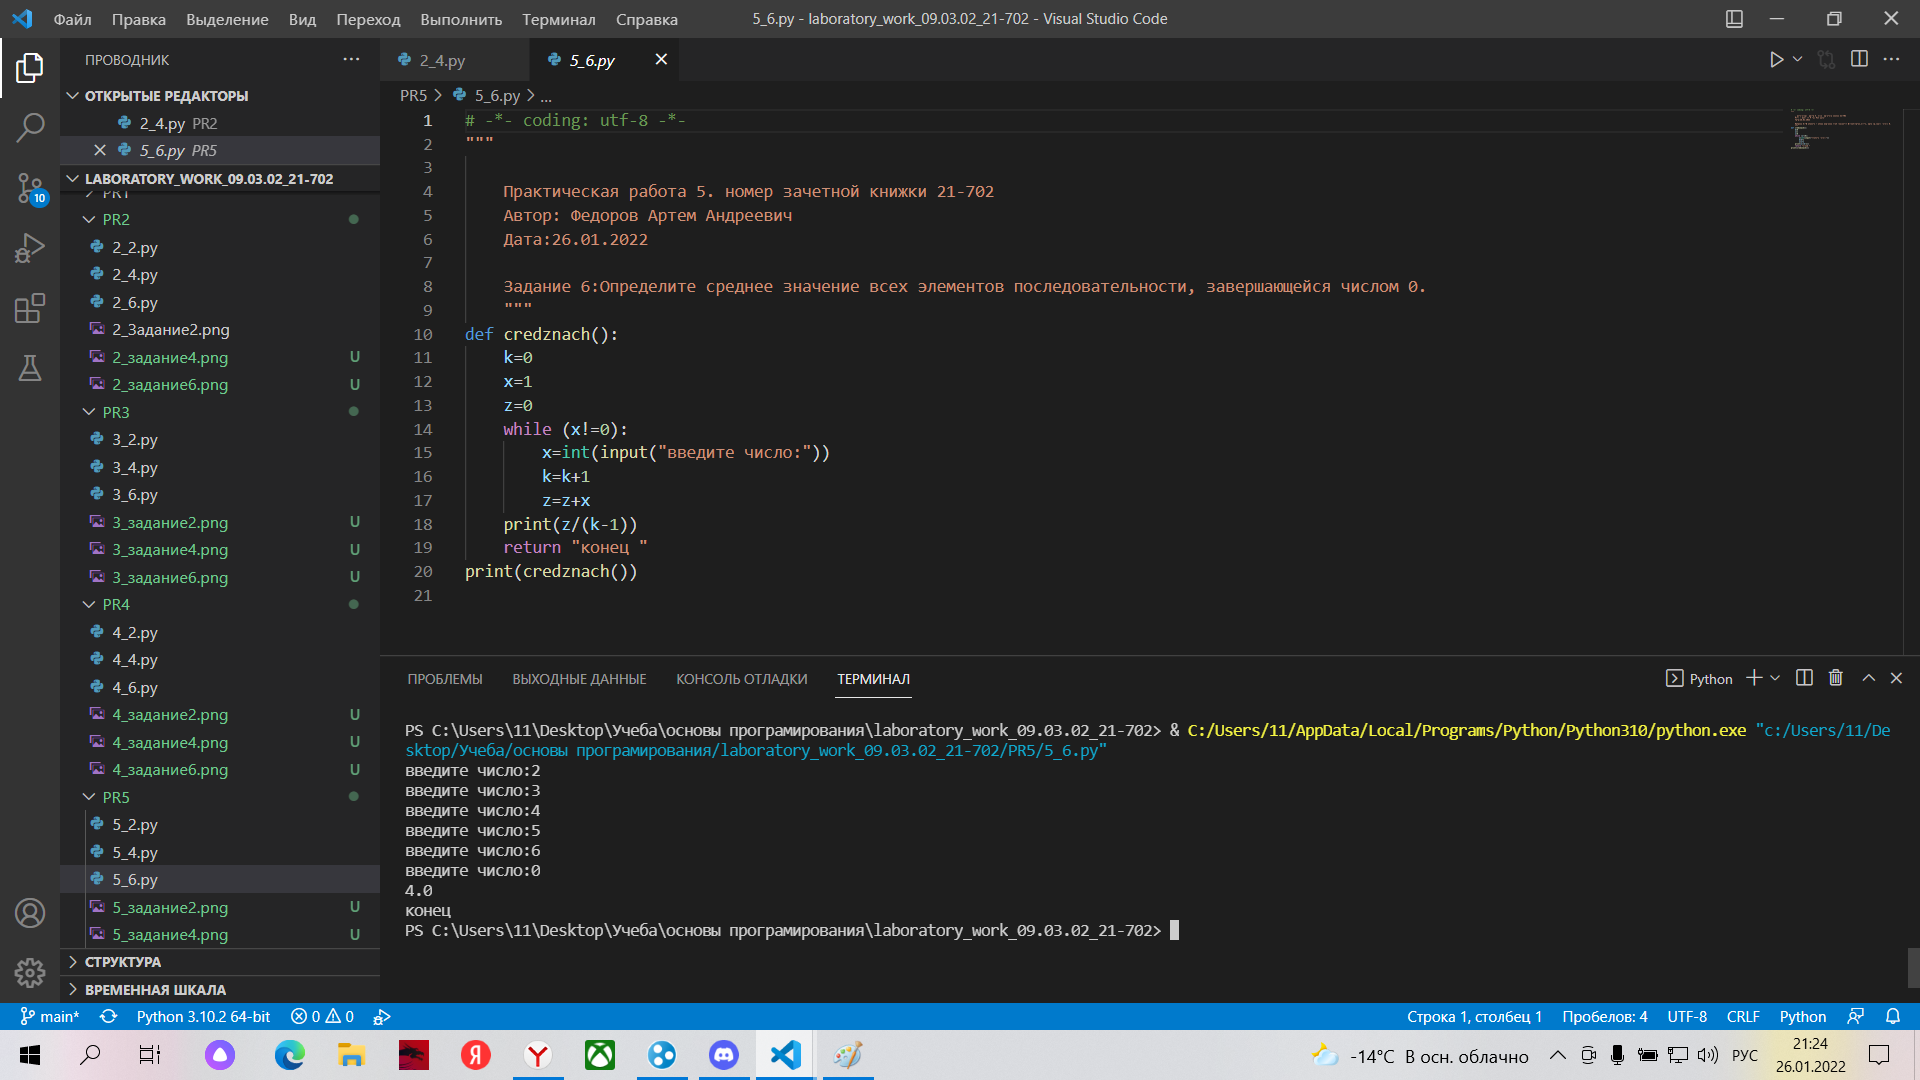 Файл Правка Выделение Вид Переход Выполнить Терминал Справка
5_6.py - laboratory_work_09.03.02_21-702 - Visual Studio Code
ПРОВОДНИК
ОТКРЫТЫЕ РЕДАКТОРЫ
2_4.py PR2
5_6.py PR5
LABORATORY_WORK_09.03.02_21-702
PR1
PR2
2_2.py
2_4.py
2_6.py
2_Задание2.png
2_задание4.png U
2_задание6.png U
PR3
3_2.py
3_4.py
3_6.py
3_задание2.png U
3_задание4.png U
3_задание6.png U
PR4
4_2.py
4_4.py
4_6.py
4_задание2.png U
4_задание4.png U
4_задание6.png U
PR5
5_2.py
5_4.py
5_6.py
5_задание2.png U
5_задание4.png U
СТРУКТУРА
ВРЕМЕННАЯ ШКАЛА
10
2_4.py
5_6.py
PR5 > 5_6.py > ...
1 # -*- coding: utf-8 -*-
2 """
3
4 Практическая работа 5. номер зачетной книжки 21-702
5 Автор: Федоров Артем Андреевич
6 Дата:26.01.2022
7
8 Задание 6:Определите среднее значение всех элементов последовательности, завершающейся числом 0.
9 """
10 def credznach():
11 k=0
12 x=1
13 z=0
14 while (x!=0):
15 x=int(input("введите число:"))
16 k=k+1
17 z=z+x
18 print(z/(k-1))
19 return "конец "
20 print(credznach())
21
ПРОБЛЕМЫ ВЫХОДНЫЕ ДАННЫЕ КОНСОЛЬ ОТЛАДКИ ТЕРМИНАЛ
Python
PS C:\Users\11\Desktop\Учеба\основы програмирования\laboratory_work_09.03.02_21-702> & C:/Users/11/AppData/Local/Programs/Python/Python310/python.exe "c:/Users/11/De
sktop/Учеба/основы програмирования/laboratory_work_09.03.02_21-702/PR5/5_6.py"
введите число:2
введите число:3
введите число:4
введите число:5
введите число:6
введите число:0
4.0
конец
PS C:\Users\11\Desktop\Учеба\основы програмирования\laboratory_work_09.03.02_21-702>
main* Python 3.10.2 64-bit 0 0
Строка 1, столбец 1 Пробелов: 4 UTF-8 CRLF Python
-14°C В осн. облачно РУС
21:24
26.01.2022